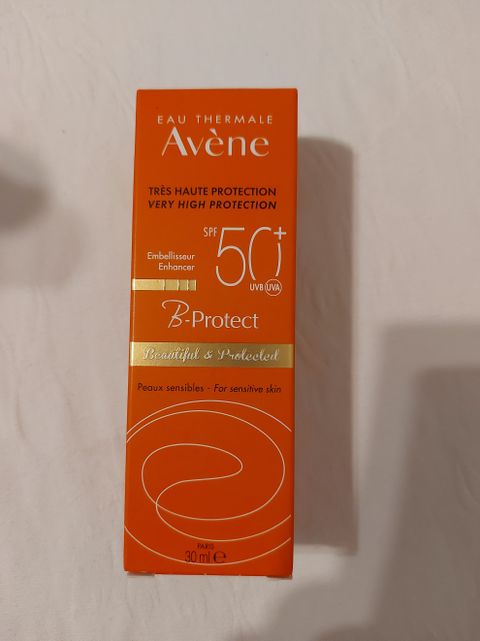 EAU THERMALE
Avène
TRÈS HAUTE PROTECTION
VERY HIGH PROTECTION
SPF 50+
Embellisseur
Enhancer
UVB UVA
B-Protect
Beautiful & Protected
Peaux sensibles - For sensitive skin
PARIS
30 ml ℮